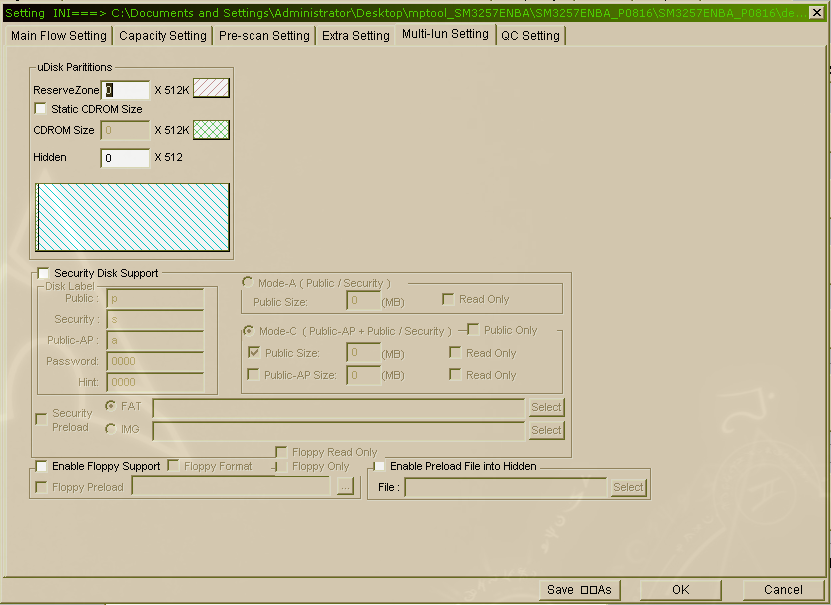 Setting INI===> C:\Documents and Settings\Administrator\Desktop\mptool_SM3257ENBA\SM3257ENBA_P0816\SM3257ENBA_P0816\de...
Main Flow Setting Capacity Setting Pre-scan Setting Extra Setting Multi-lun Setting QC Setting
uDisk Paritions
ReserveZone 0 X 512K
Static CDROM Size
CDROM Size 0 X 512K
Hidden 0 X 512
Security Disk Support
Disk Label
Public : p
Security : s
Public-AP : a
Password: 0000
Hint: 0000
Mode-A ( Public / Security )
Public Size: 0 (MB) Read Only
Mode-C ( Public-AP + Public / Security ) Public Only
Public Size: 0 (MB) Read Only
Public-AP Size: 0 (MB) Read Only
Security Preload
FAT Select
IMG Select
Floppy Read Only
Enable Floppy Support Floppy Format Floppy Only
Floppy Preload ...
Enable Preload File into Hidden
File : Select
Save □□As OK Cancel